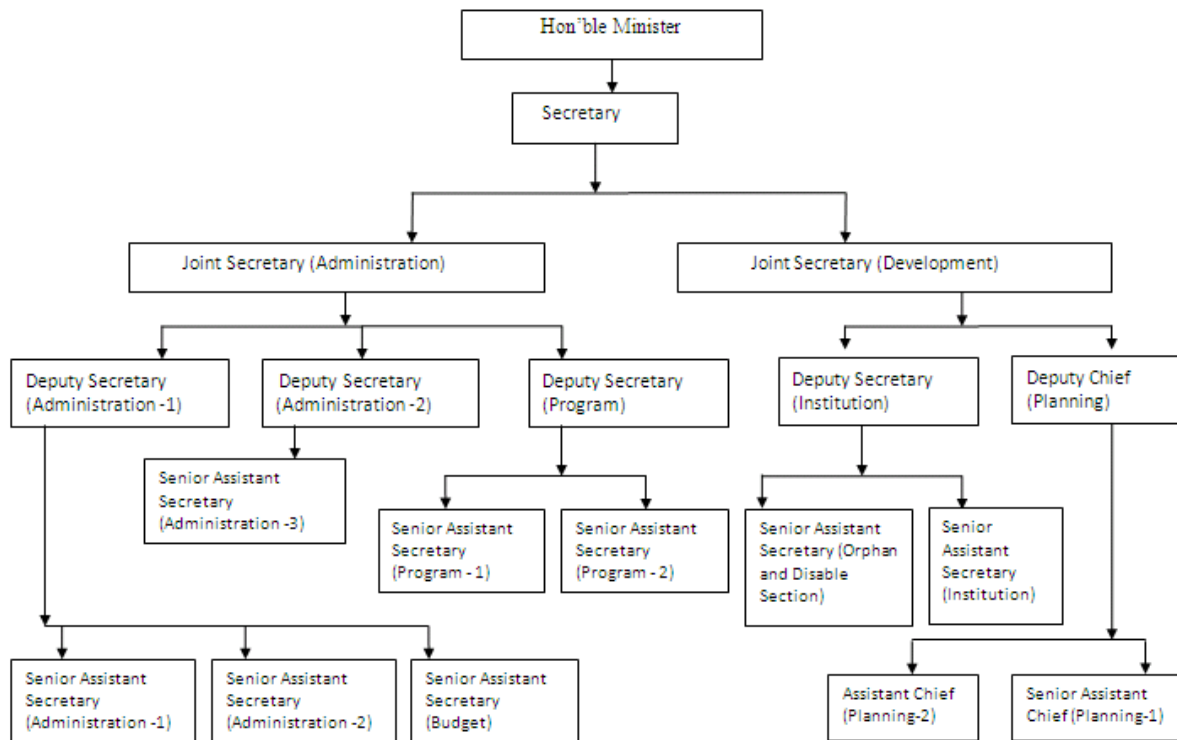 Hon'ble Minister
Secretary
Joint Secretary (Administration)
Joint Secretary (Development)
Deputy Secretary
(Administration -1)
Deputy Secretary
(Administration -2)
Deputy Secretary
(Program)
Deputy Secretary
(Institution)
Deputy Chief
(Planning)
Senior Assistant
Secretary
(Administration -3)
Senior Assistant
Secretary
(Program - 1)
Senior Assistant
Secretary
(Program - 2)
Senior Assistant
Secretary (Orphan
and Disable
Section)
Senior
Assistant
Secretary
(Institution)
Senior Assistant
Secretary
(Administration -1)
Senior Assistant
Secretary
(Administration -2)
Senior Assistant
Secretary
(Budget)
Assistant Chief
(Planning-2)
Senior Assistant
Chief (Planning-1)